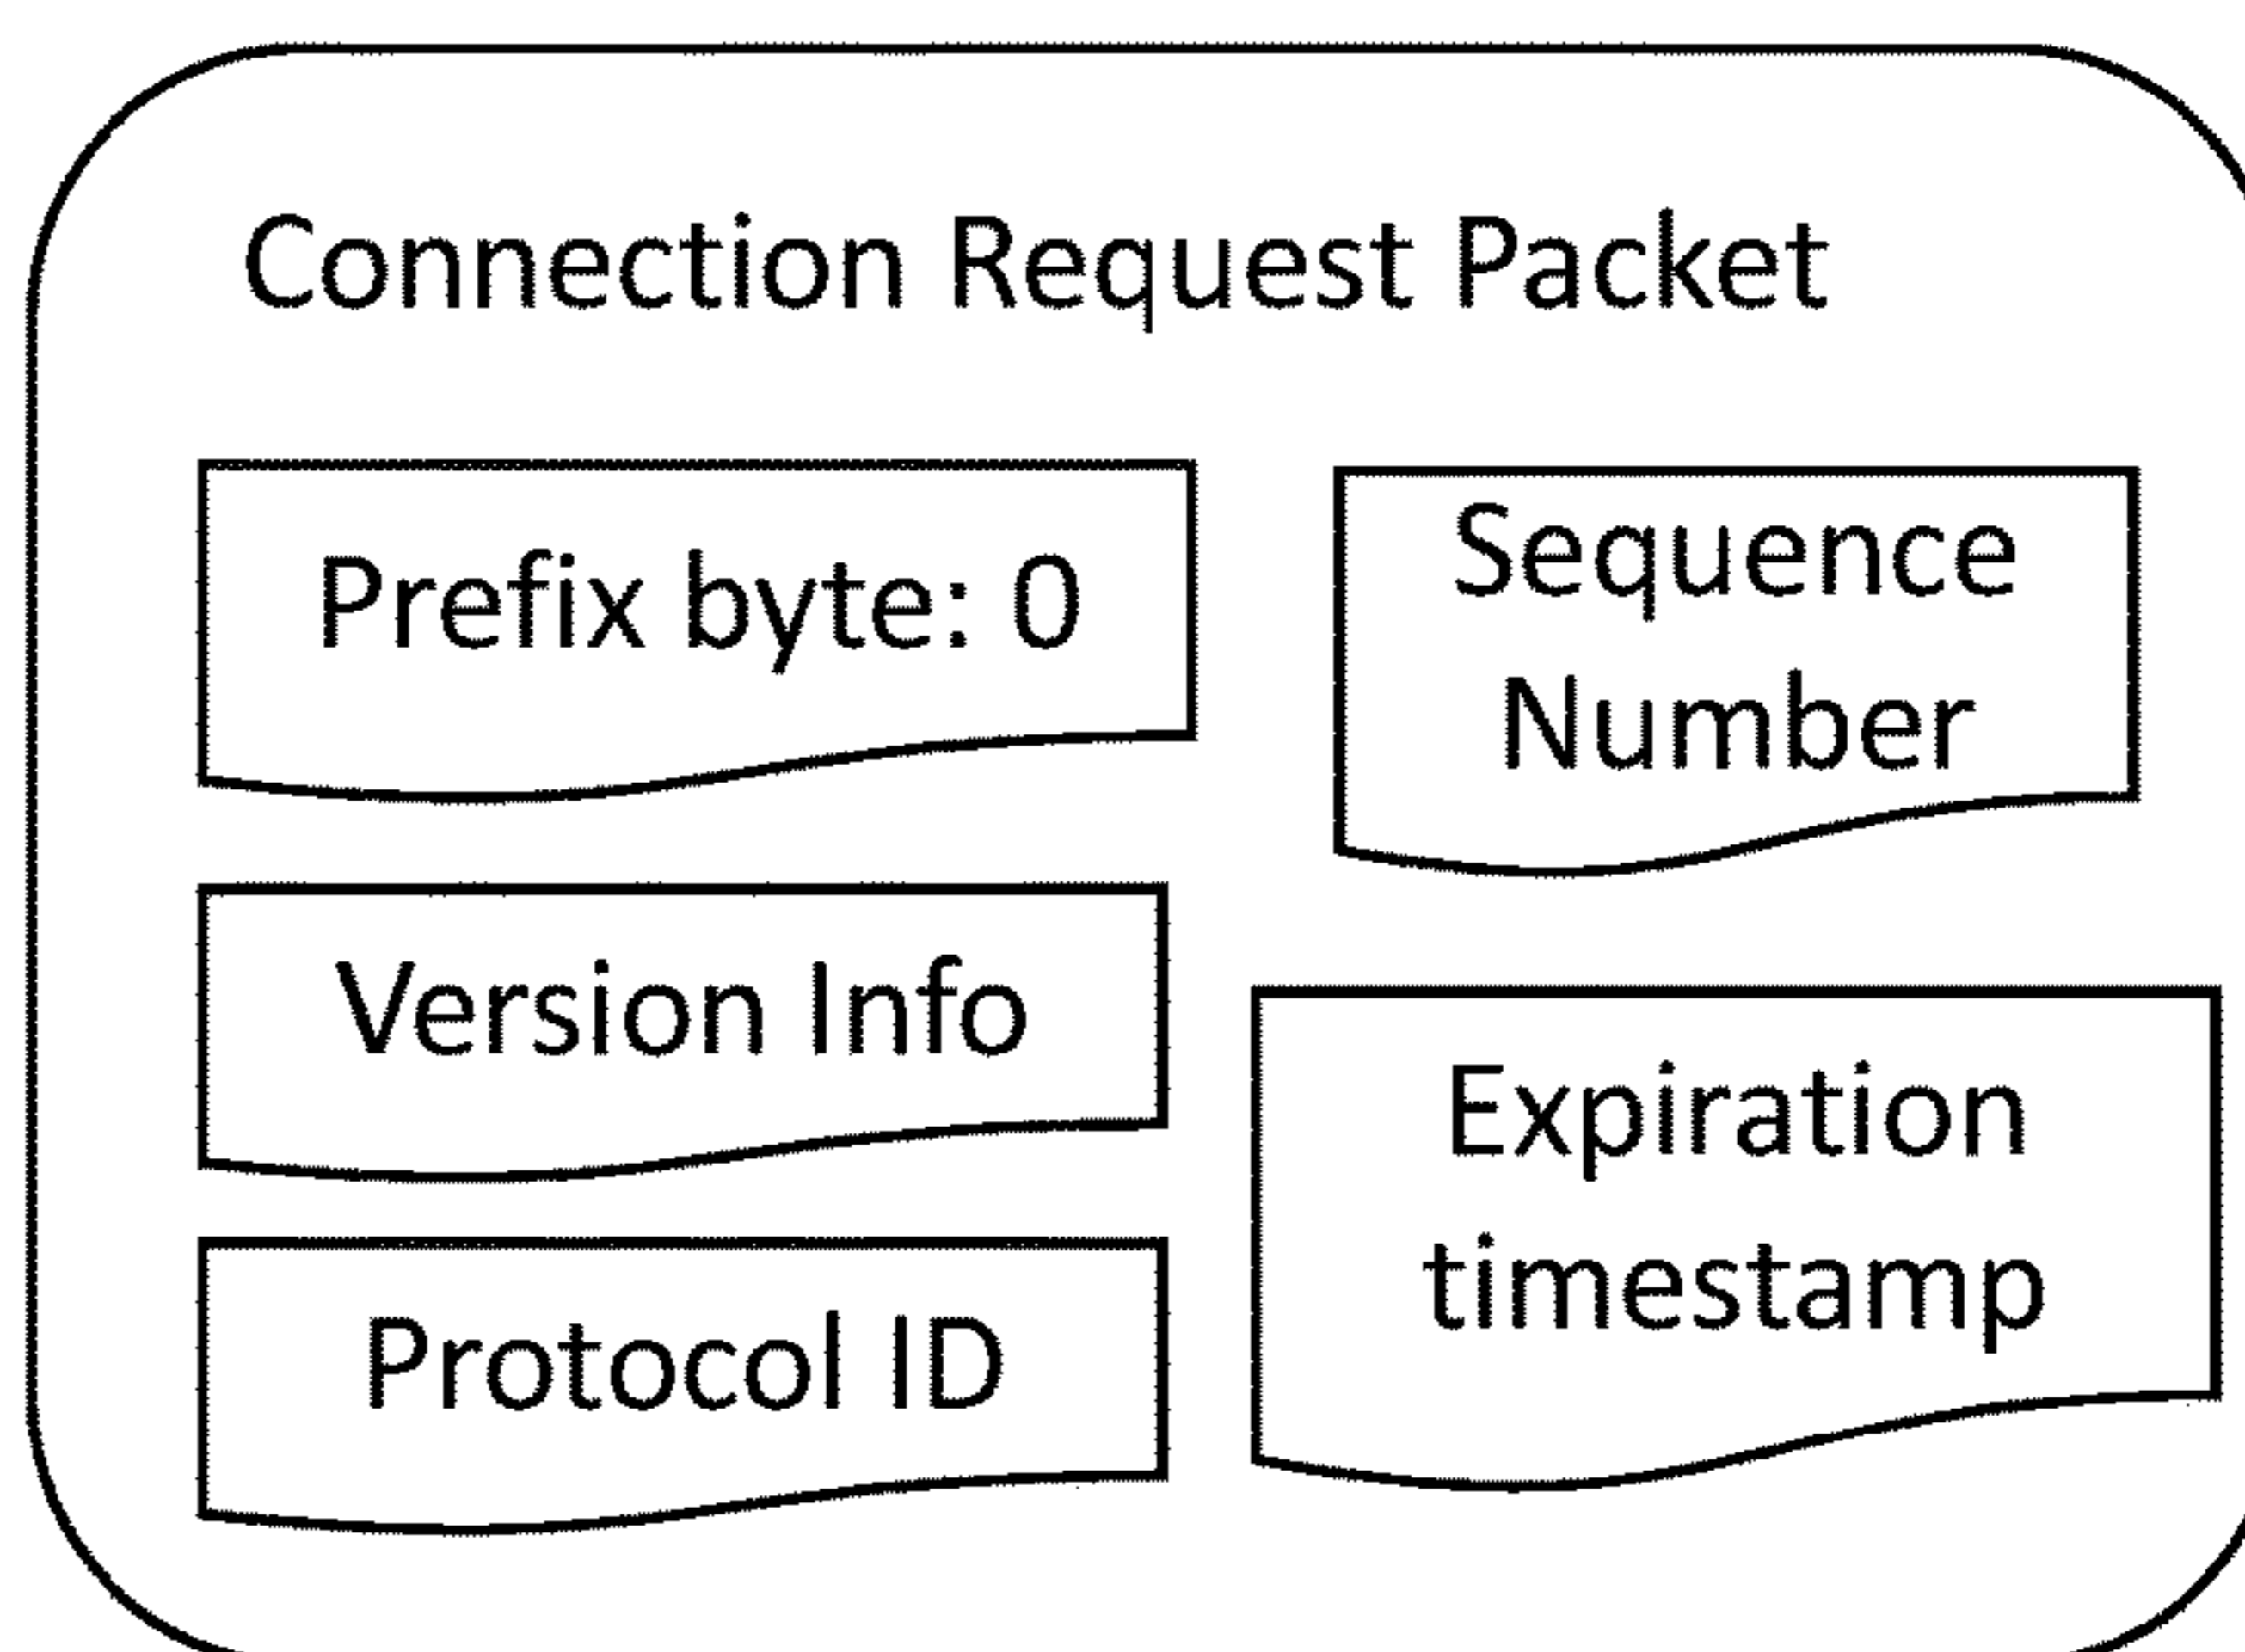 Connection Request Packet
Prefix byte: 0
Version Info
Protocol ID
Sequence
Number
Expiration
timestamp